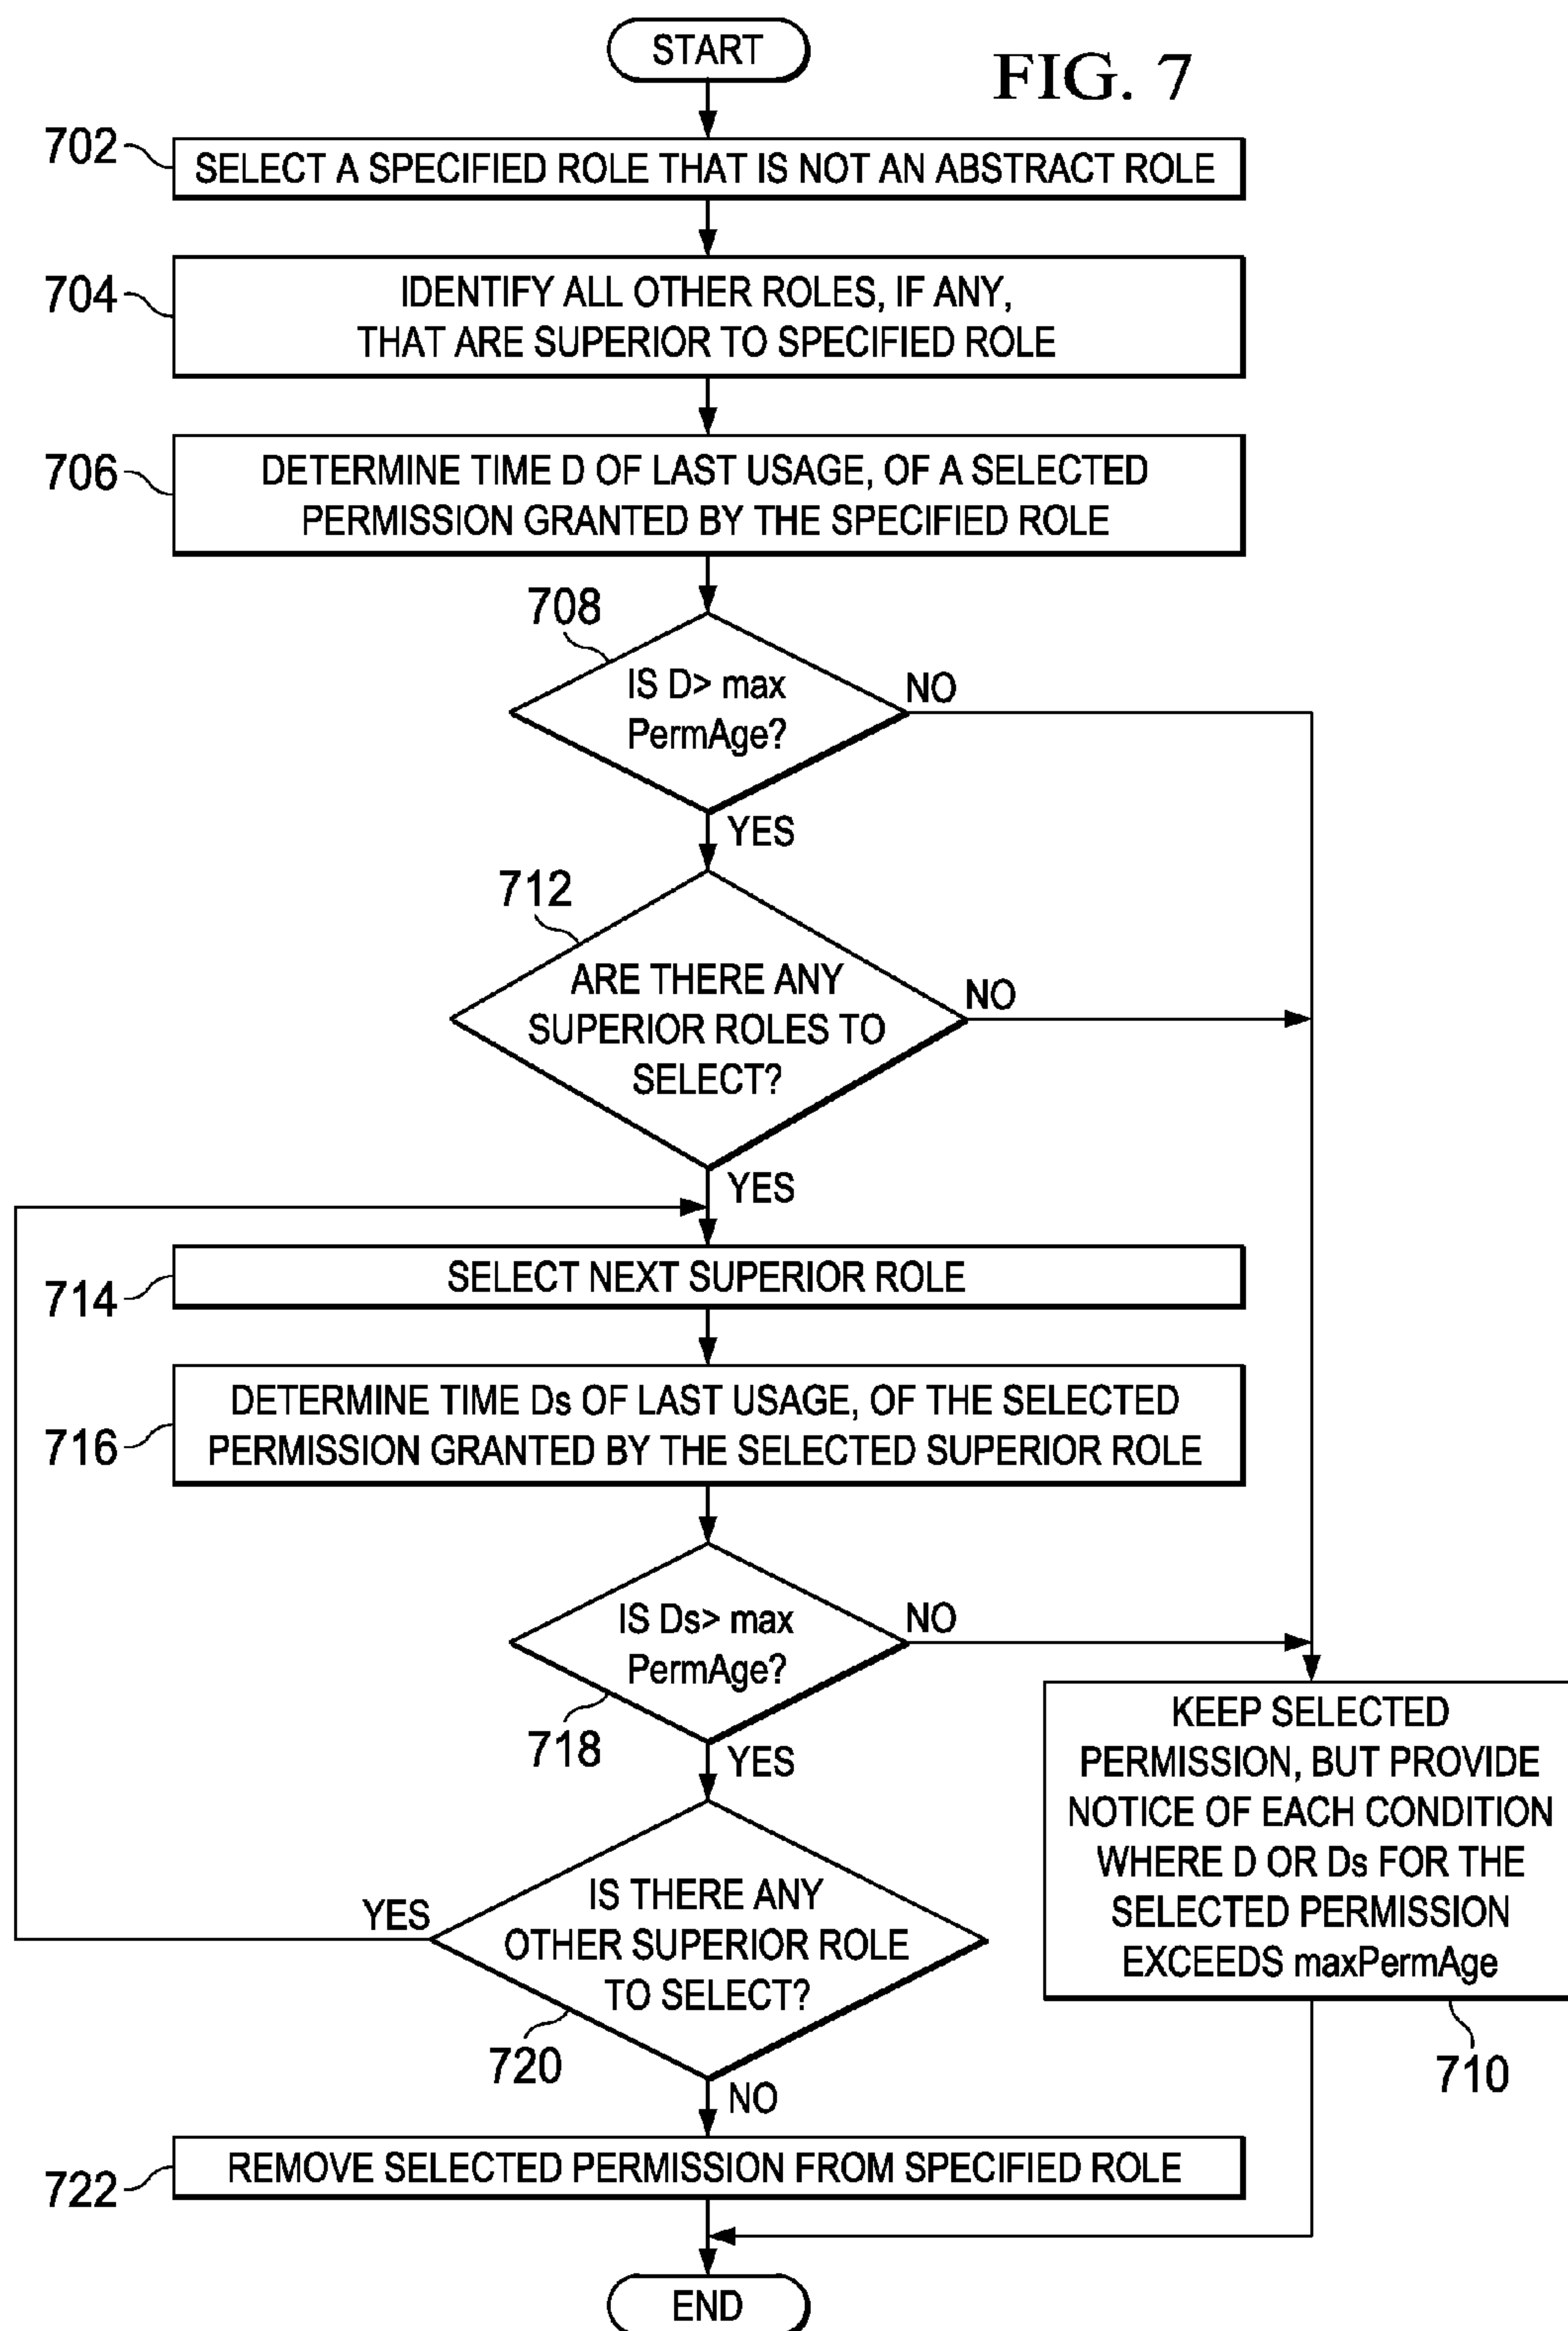 START
FIG. 7
702
SELECT A SPECIFIED ROLE THAT IS NOT AN ABSTRACT ROLE
704
IDENTIFY ALL OTHER ROLES, IF ANY,
THAT ARE SUPERIOR TO SPECIFIED ROLE
706
DETERMINE TIME D OF LAST USAGE, OF A SELECTED
PERMISSION GRANTED BY THE SPECIFIED ROLE
708
IS D> max
PermAge?
NO
YES
712
ARE THERE ANY
SUPERIOR ROLES TO
SELECT?
NO
YES
714
SELECT NEXT SUPERIOR ROLE
716
DETERMINE TIME Ds OF LAST USAGE, OF THE SELECTED
PERMISSION GRANTED BY THE SELECTED SUPERIOR ROLE
IS Ds> max
PermAge?
NO
718
YES
KEEP SELECTED
PERMISSION, BUT PROVIDE
NOTICE OF EACH CONDITION
WHERE D OR Ds FOR THE
SELECTED PERMISSION
EXCEEDS maxPermAge
710
YES
IS THERE ANY
OTHER SUPERIOR ROLE
TO SELECT?
720
NO
722
REMOVE SELECTED PERMISSION FROM SPECIFIED ROLE
END